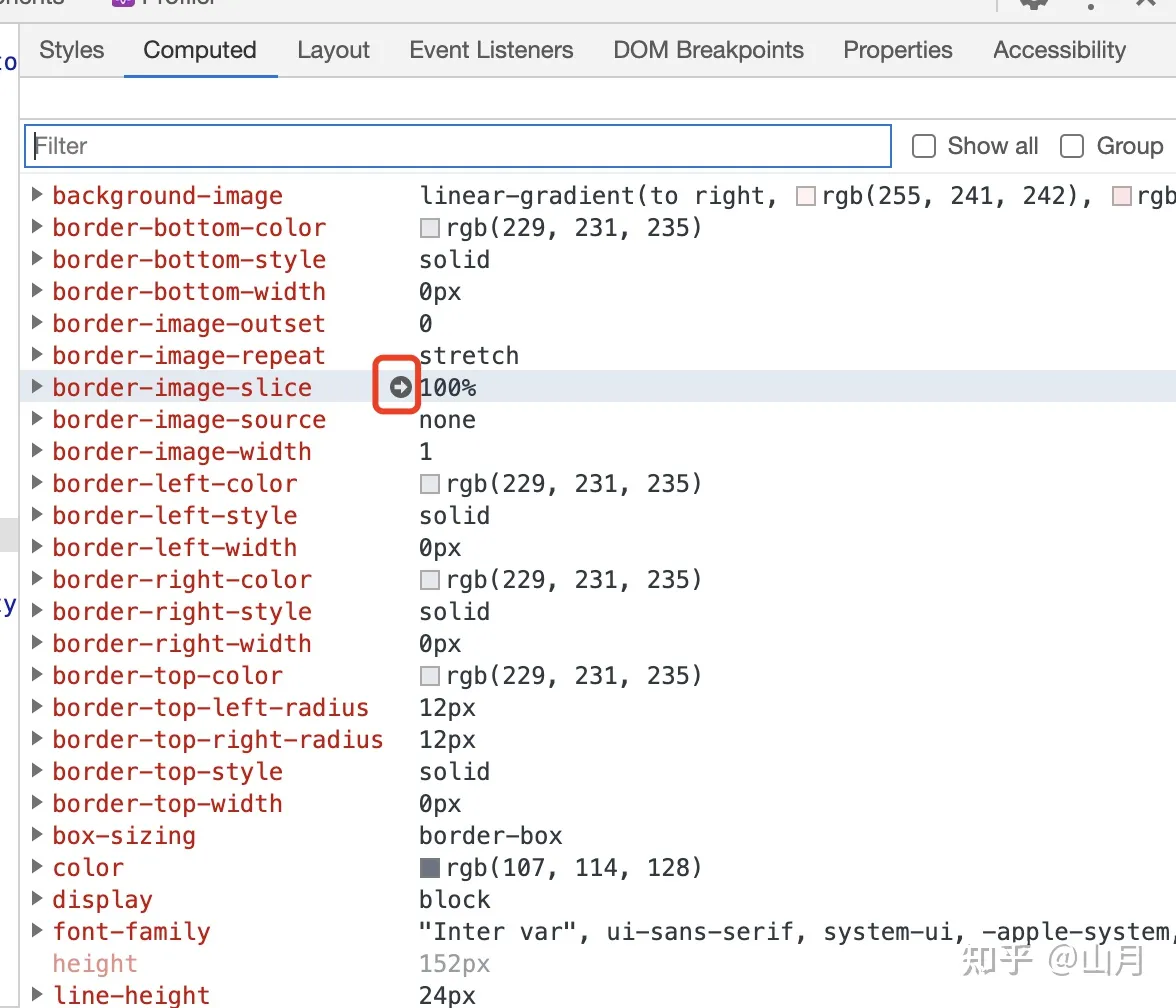 Profiler
Styles Computed Layout Event Listeners DOM Breakpoints Properties Accessibility
Filter Show all Group
background-image linear-gradient(to right, rgb(255, 241, 242), rgb
border-bottom-color rgb(229, 231, 235)
border-bottom-style solid
border-bottom-width 0px
border-image-outset 0
border-image-repeat stretch
border-image-slice 100%
border-image-source none
border-image-width 1
border-left-color rgb(229, 231, 235)
border-left-style solid
border-left-width 0px
border-right-color rgb(229, 231, 235)
border-right-style solid
border-right-width 0px
border-top-color rgb(229, 231, 235)
border-top-left-radius 12px
border-top-right-radius 12px
border-top-style solid
border-top-width 0px
box-sizing border-box
color rgb(107, 114, 128)
display block
font-family "Inter var", ui-sans-serif, system-ui, -apple-system,
height 152px
line-height 24px
知乎 @山月